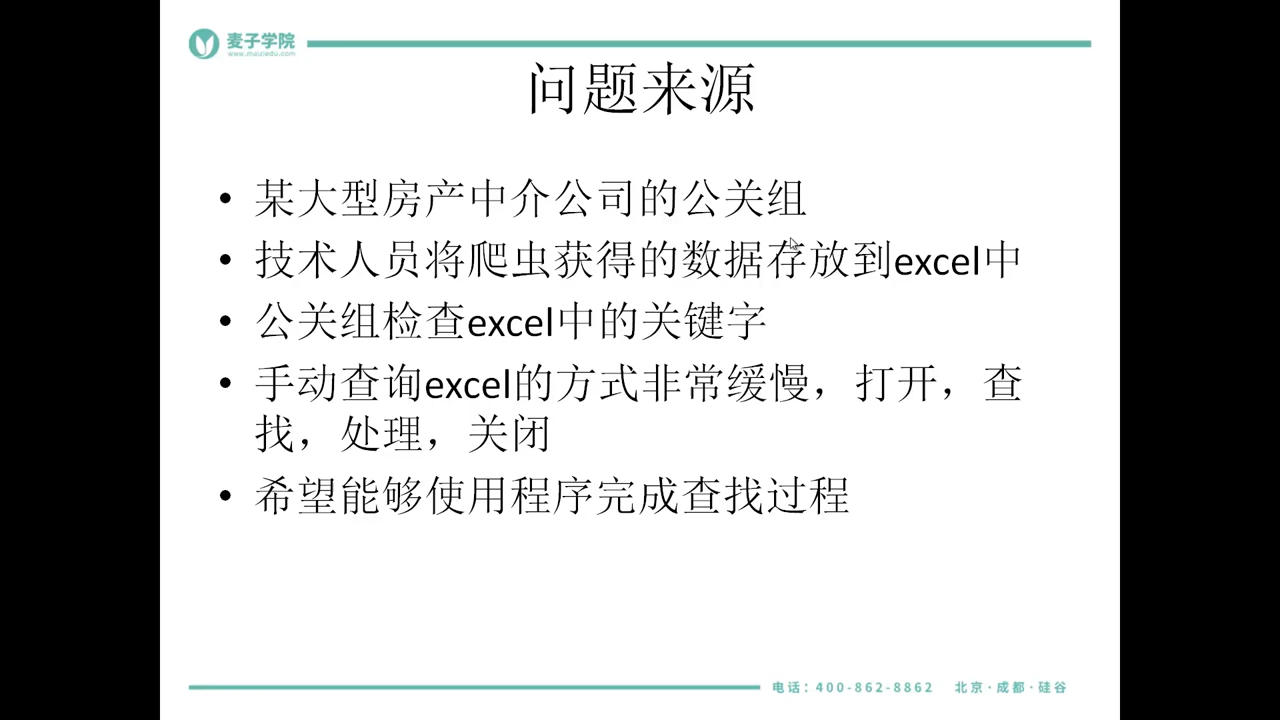 麦子学院
www.maiziedu.com
问题来源
• 某大型房产中介公司的公关组
• 技术人员将爬虫获得的数据存放到excel中
• 公关组检查excel中的关键字
• 手动查询excel的方式非常缓慢，打开，查
找，处理，关闭
• 希望能够使用程序完成查找过程
电话：400-862-8862 北京·成都·硅谷